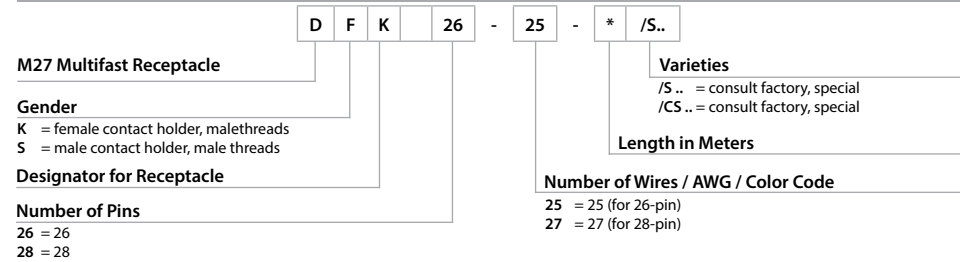 D F K 26 - 25 - * /S..
M27 Multifast Receptacle
Gender
K = female contact holder, malethreads
S = male contact holder, male threads
Designator for Receptacle
Number of Pins
26 = 26
28 = 28
Varieties
/S .. = consult factory, special
/CS .. = consult factory, special
Length in Meters
Number of Wires / AWG / Color Code
25 = 25 (for 26-pin)
27 = 27 (for 28-pin)